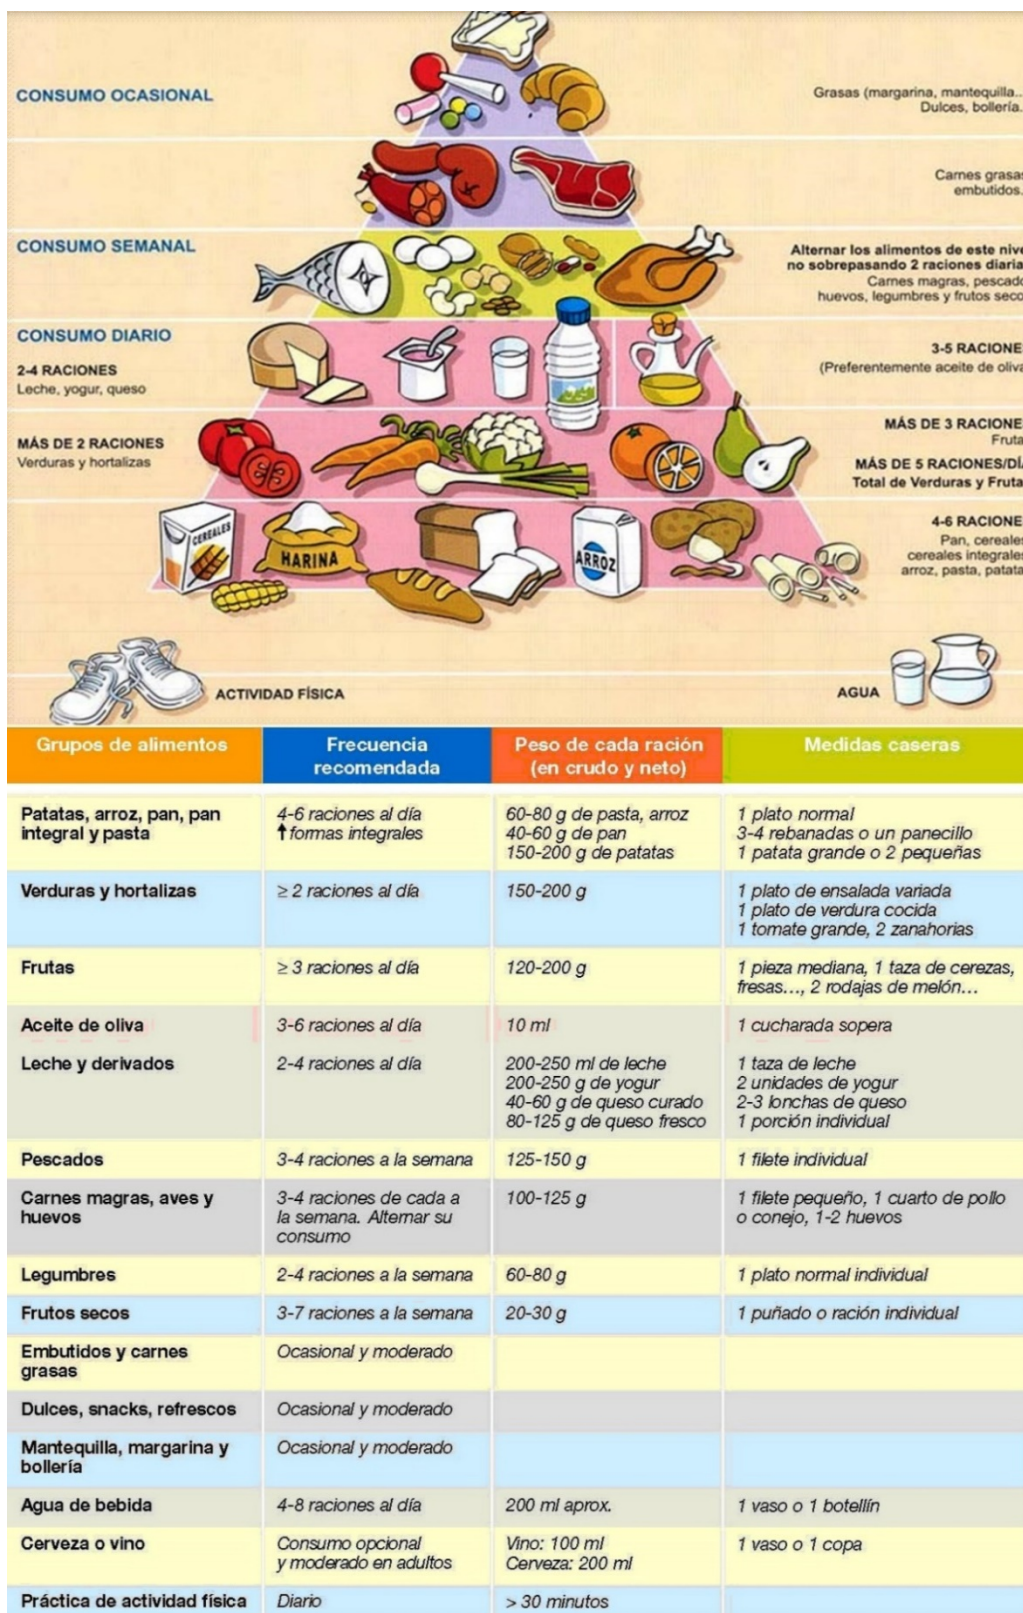 CONSUMO OCASIONAL
Grasas (margarina, mantequilla...
Dulces, bollería.
Carnes grasas
embutidos.
CONSUMO SEMANAL
Alternar los alimentos de este nive
no sobrepasando 2 raciones diaria
Carnes magras, pescado
huevos, legumbres y frutos seco
CONSUMO DIARIO
2-4 RACIONES
Leche, yogur, queso
3-5 RACIONE
(Preferentemente aceite de oliva
MÁS DE 2 RACIONES
Verduras y hortalizas
MÁS DE 3 RACIONE
Fruta
MÁS DE 5 RACIONES/DÍA
Total de Verduras y Fruta
CEREALES
HARINA
ARROZ
4-6 RACIONE
Pan, cereales
cereales integrales
arroz, pasta, patata
ACTIVIDAD FÍSICA
AGUA
Grupos de alimentos
Frecuencia
recomendada
Peso de cada ración
(en crudo y neto)
Medidas caseras
Patatas, arroz, pan, pan
integral y pasta
4-6 raciones al día
↑ formas integrales
60-80 g de pasta, arroz
40-60 g de pan
150-200 g de patatas
1 plato normal
3-4 rebanadas o un panecillo
1 patata grande o 2 pequeñas
Verduras y hortalizas
≥ 2 raciones al día
150-200 g
1 plato de ensalada variada
1 plato de verdura cocida
1 tomate grande, 2 zanahorias
Frutas
≥ 3 raciones al día
120-200 g
1 pieza mediana, 1 taza de cerezas,
fresas..., 2 rodajas de melón...
Aceite de oliva
3-6 raciones al día
10 ml
1 cucharada sopera
Leche y derivados
2-4 raciones al día
200-250 ml de leche
200-250 g de yogur
40-60 g de queso curado
80-125 g de queso fresco
1 taza de leche
2 unidades de yogur
2-3 lonchas de queso
1 porción individual
Pescados
3-4 raciones a la semana
125-150 g
1 filete individual
Carnes magras, aves y
huevos
3-4 raciones de cada a
la semana. Alternar su
consumo
100-125 g
1 filete pequeño, 1 cuarto de pollo
o conejo, 1-2 huevos
Legumbres
2-4 raciones a la semana
60-80 g
1 plato normal individual
Frutos secos
3-7 raciones a la semana
20-30 g
1 puñado o ración individual
Embutidos y carnes
grasas
Ocasional y moderado
Dulces, snacks, refrescos
Ocasional y moderado
Mantequilla, margarina y
bollería
Ocasional y moderado
Agua de bebida
4-8 raciones al día
200 ml aprox.
1 vaso o 1 botellín
Cerveza o vino
Consumo opcional
y moderado en adultos
Vino: 100 ml
Cerveza: 200 ml
1 vaso o 1 copa
Práctica de actividad física
Diario
> 30 minutos